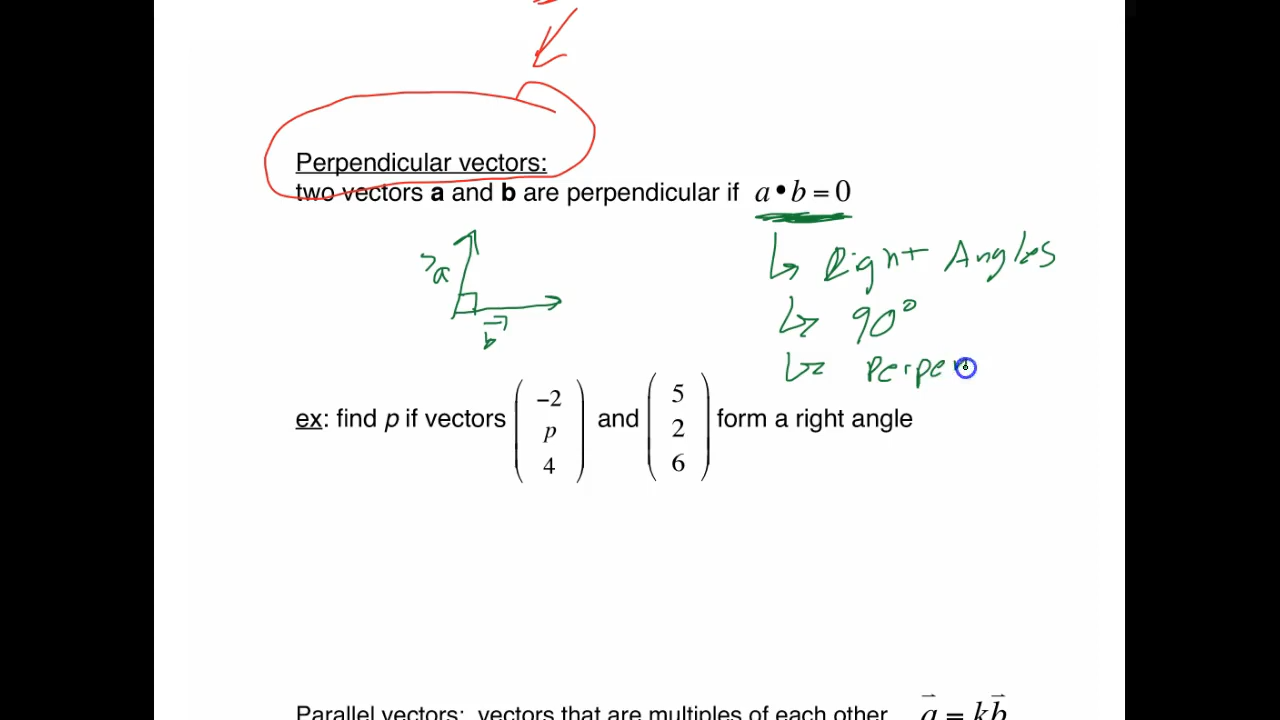 Perpendicular vectors:
two vectors a and b are perpendicular if a • b = 0
Right Angles
a
90°
b
Perpen
ex: find p if vectors (-2 p 4) and (5 2 6) form a right angle
Parallel vectors: vectors that are multiples of each other a = kb